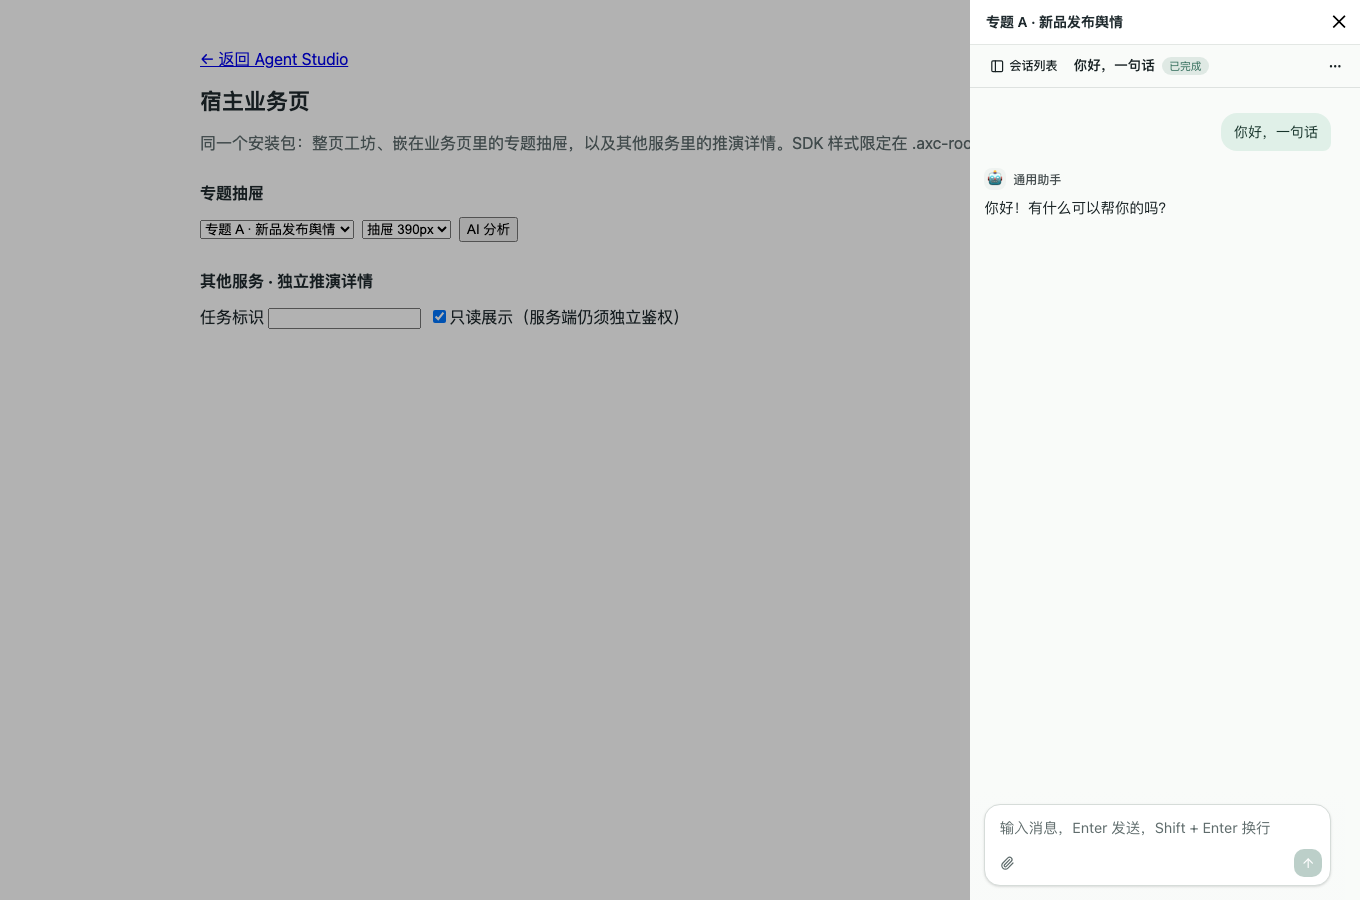 ← 返回 Agent Studio
宿主业务页
同一个安装包：整页工坊、嵌在业务页里的专题抽屉，以及其他服务里的推演详情。SDK 样式限定在 .axc-roo
专题抽屉
专题 A · 新品发布舆情 抽屉 390px AI 分析
其他服务 · 独立推演详情
任务标识 只读展示（服务端仍须独立鉴权）
专题 A · 新品发布舆情
会话列表 你好，一句话 已完成
你好，一句话
通用助手
你好！有什么可以帮你的吗？
输入消息，Enter 发送，Shift + Enter 换行